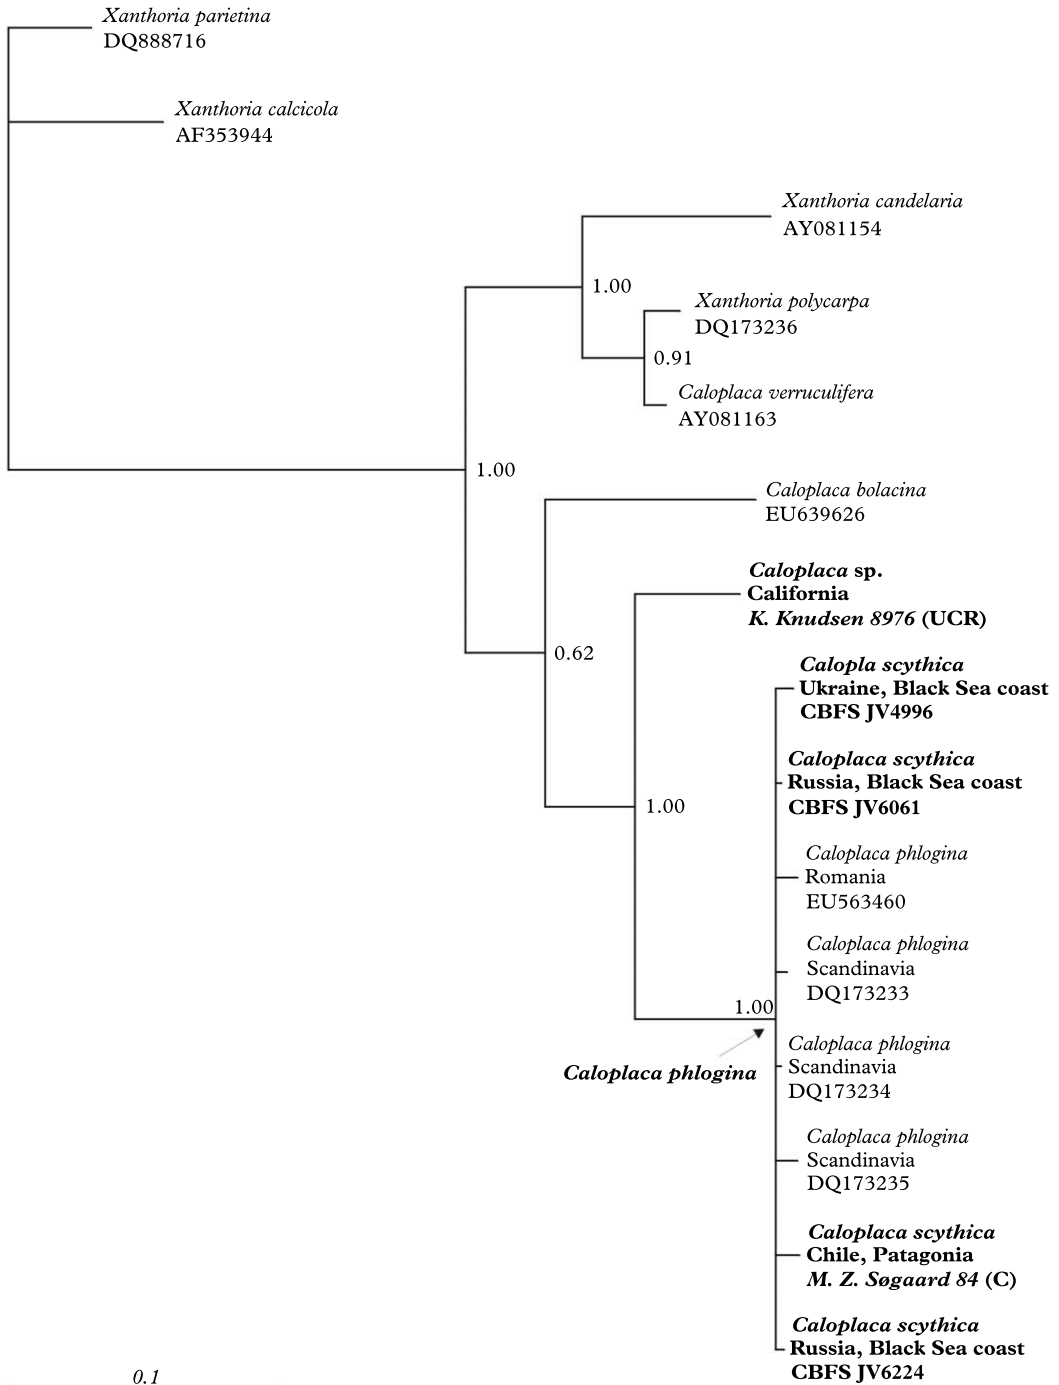 Xanthoria parietina
DQ888716
Xanthoria calcicola
AF353944
Xanthoria candelaria
AY081154
1.00
Xanthoria polycarpa
DQ173236
0.91
Caloplaca verruculifera
AY081163
1.00
Caloplaca bolacina
EU639626
Caloplaca sp.
California
K. Knudsen 8976 (UCR)
0.62
Calopla scythica
Ukraine, Black Sea coast
CBFS JV4996
Caloplaca scythica
Russia, Black Sea coast
CBFS JV6061
1.00
Caloplaca phlogina
Romania
EU563460
Caloplaca phlogina
Scandinavia
DQ173233
1.00
Caloplaca phlogina
Caloplaca phlogina
Scandinavia
DQ173234
Caloplaca phlogina
Scandinavia
DQ173235
Caloplaca scythica
Chile, Patagonia
M. Z. Søgaard 84 (C)
Caloplaca scythica
Russia, Black Sea coast
CBFS JV6224
0.1